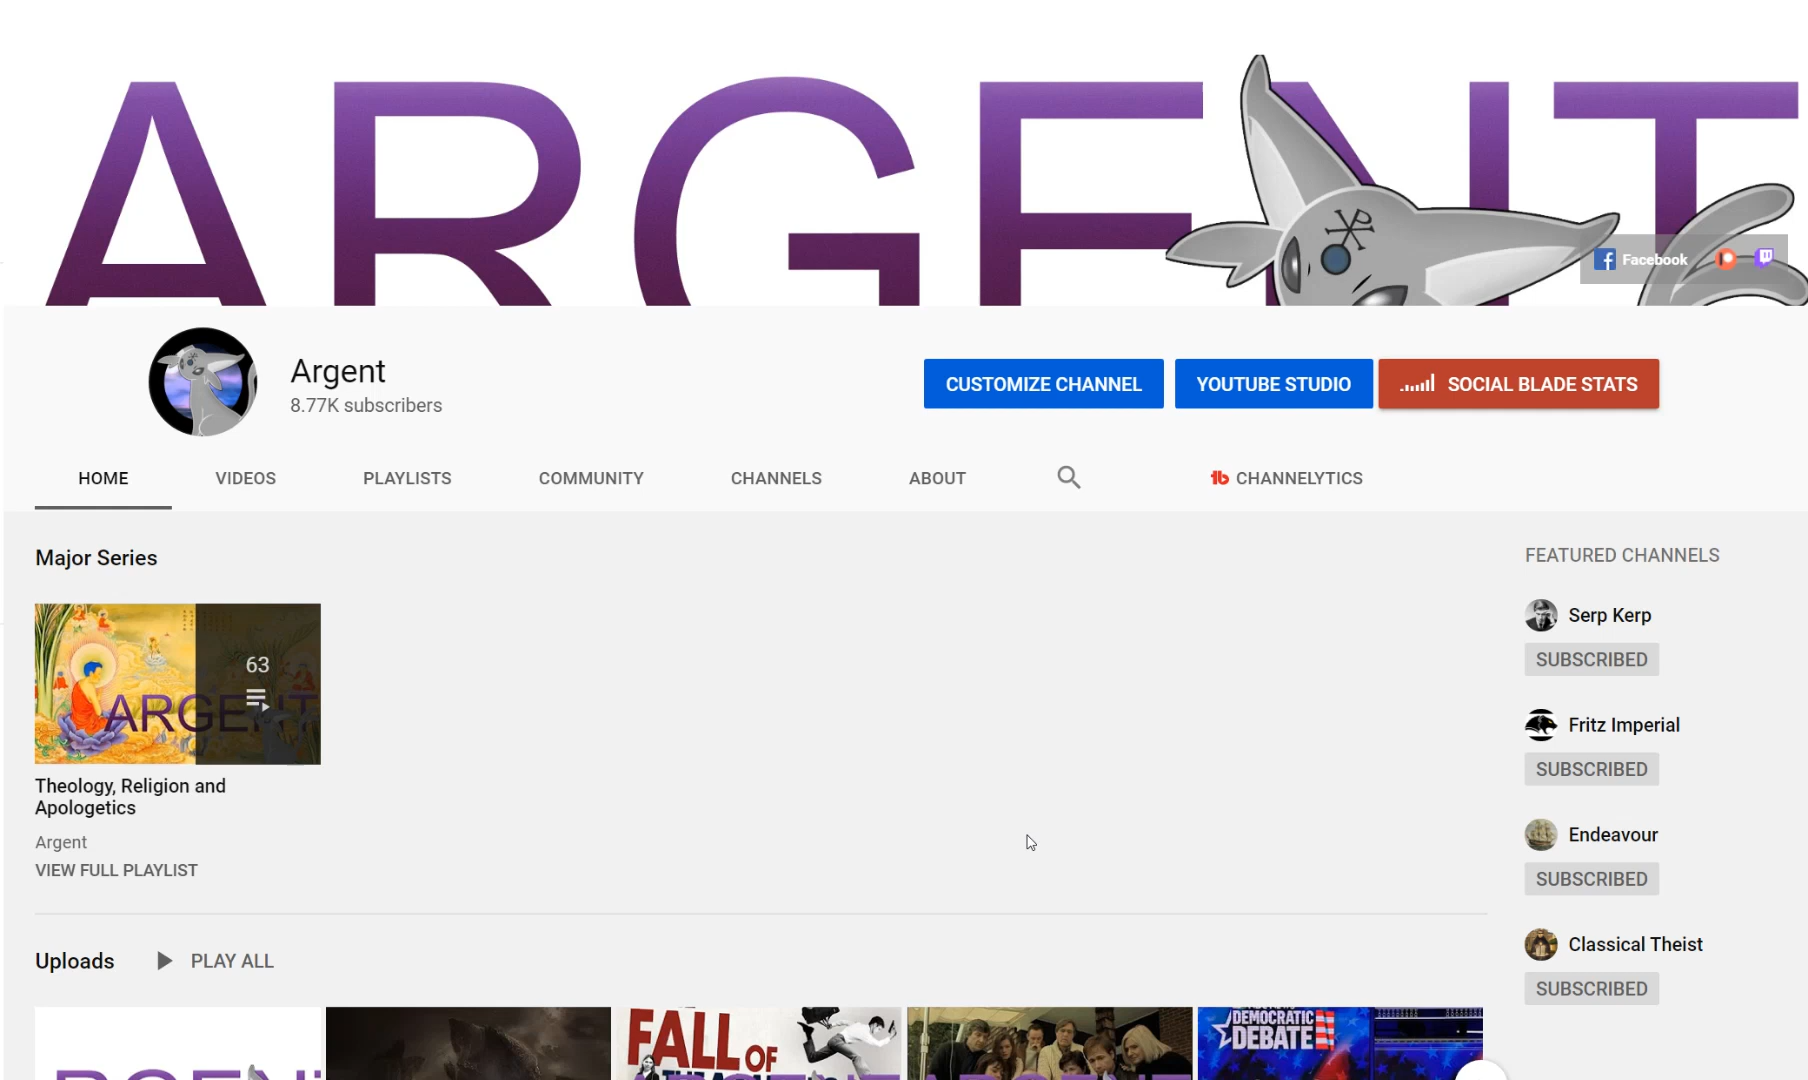 ARGENT
Facebook
Argent
8.77K subscribers
CUSTOMIZE CHANNEL
YOUTUBE STUDIO
SOCIAL BLADE STATS
HOME
VIDEOS
PLAYLISTS
COMMUNITY
CHANNELS
ABOUT
CHANNELYTICS
Major Series
63
ARGENT
Theology, Religion and
Apologetics
Argent
VIEW FULL PLAYLIST
FEATURED CHANNELS
Serp Kerp
SUBSCRIBED
Fritz Imperial
SUBSCRIBED
Endeavour
SUBSCRIBED
Classical Theist
SUBSCRIBED
Uploads
PLAY ALL
FALL OF
DEMOCRATIC
DEBATE